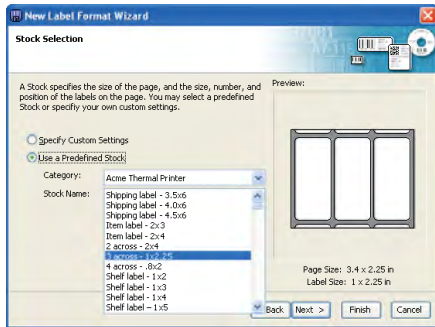 New Label Format Wizard
Stock Selection
A Stock specifies the size of the page, and the size, number, and
position of the labels on the page. You may select a predefined
Stock or specifiy your own custom settings.
Specify Custom Settings
Use a Predefined Stock
Category:
Acme Thermal Printer
Stock Name:
Shipping label - 3.5x6
Shipping label - 4.0x6
Shipping label - 4.5x6
Item label - 2x3
Item label - 2x4
2 across - 2x4
3 across - 1x2.25
4 across - .8x2
Shelf label - 1x2
Shelf label - 1x3
Shelf label - 1x4
Shelf label - 1x5
Preview:
Page Size: 3.4 x 2.25 in
Label Size: 1 x 2.25 in
Back
Next >
Finish
Cancel